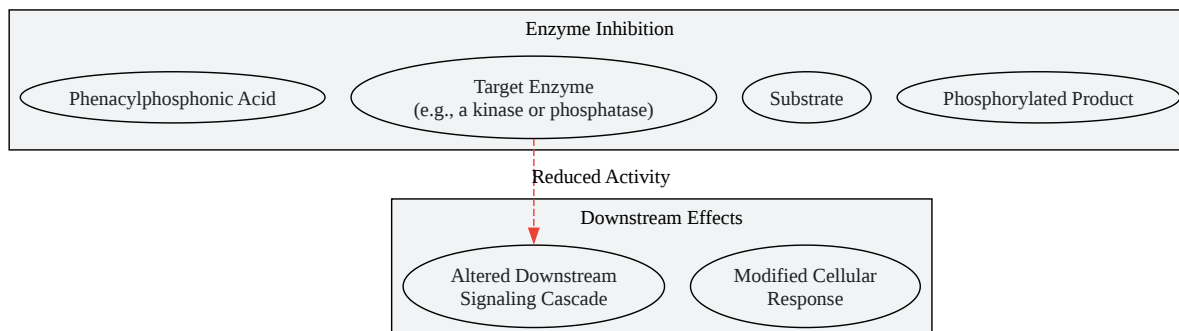 Enzyme Inhibition
Phenacylphosphonic Acid
Target Enzyme
(e.g., a kinase or phosphatase)
Substrate
Phosphorylated Product
Reduced Activity
Downstream Effects
Altered Downstream
Signaling Cascade
Modified Cellular
Response